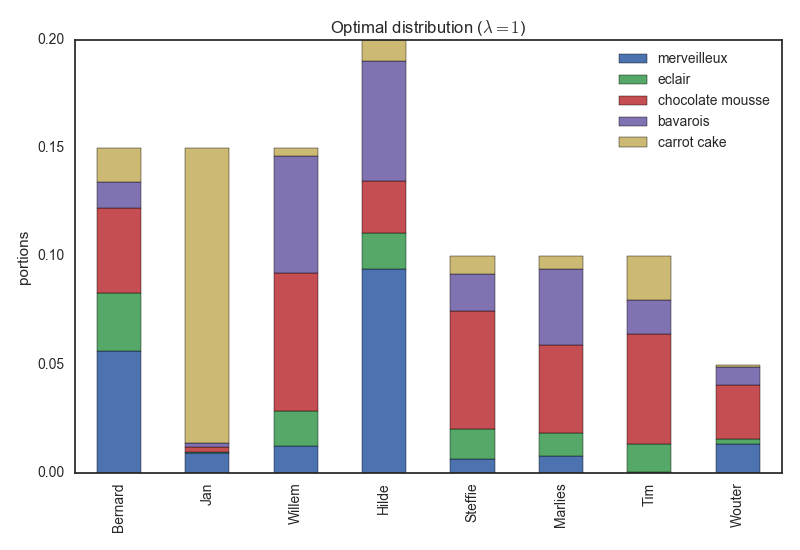 Optimal distribution (λ = 1)
0.20
0.15
0.10
0.05
0.00
portions
merveilleux
eclair
chocolate mousse
bavarois
carrot cake
Bernard
Jan
Willem
Hilde
Steffie
Marlies
Tim
Wouter